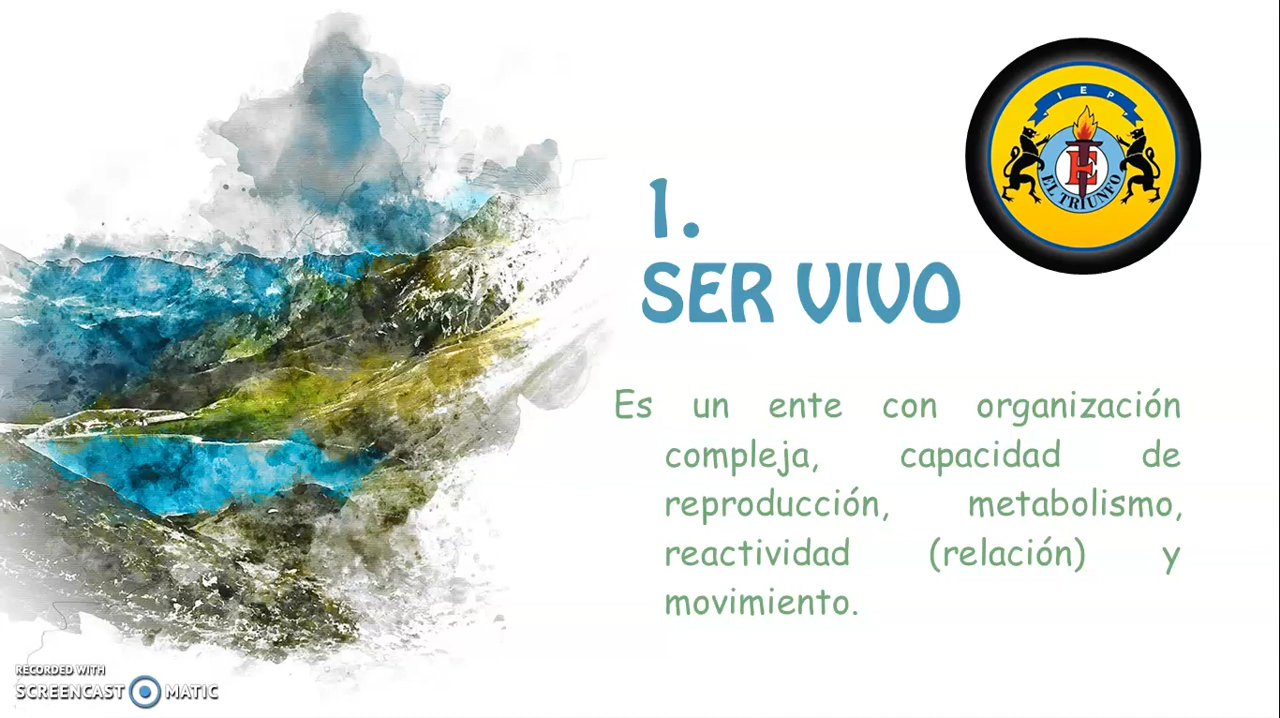 I E P
E
EL TRIUNFO
1.
SER VIVO
Es un ente con organización
compleja, capacidad de
reproducción, metabolismo,
reactividad (relación) y
movimiento.
RECORDED WITH
SCREENCAST MATIC